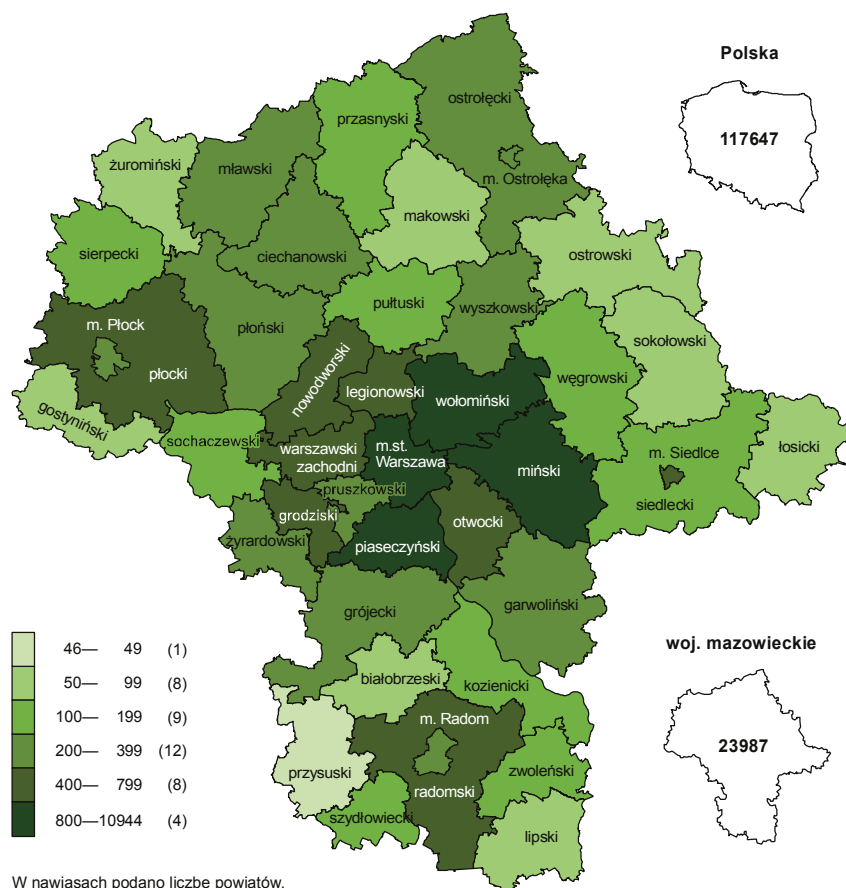 Polska
117647
ostrołęcki
przasnyski
żuromiński
mławski
m. Ostrołęka
makowski
sierpecki
ciechanowski
ostrowski
pułtuski
wyszkowski
m. Płock
płoński
sokołowski
nowodworski
płocki
węgrowski
legionowski
wołomiński
gostyniński
sochaczewski
warszawski
zachodni
m.st.
Warszawa
m. Siedlce
łosicki
miński
pruszkowski
siedlecki
grodziski
otwocki
żyrardowski
piaseczyński
garwoliński
grójecki
woj. mazowieckie
23987
białobrzeski
kozienicki
m. Radom
przysuski
zwoleński
radomski
szydłowiecki
lipski
46— 49 (1)
50— 99 (8)
100— 199 (9)
200— 399 (12)
400— 799 (8)
800—10944 (4)
W nawiasach podano liczbę powiatów.